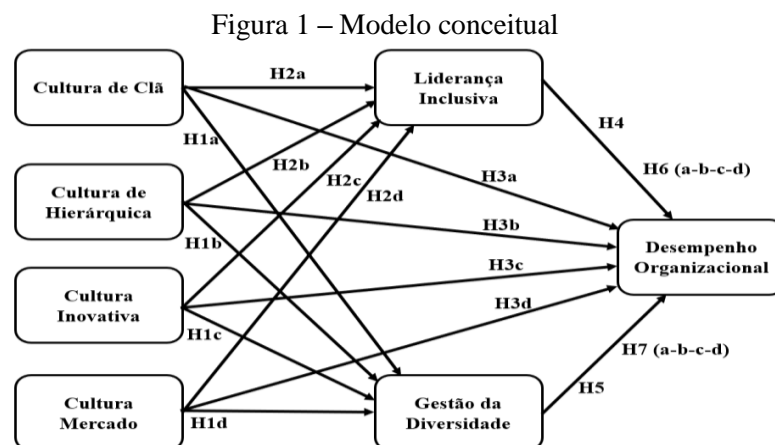 Figura 1 – Modelo conceitual
Cultura de Clã
H2a
Liderança
Inclusiva
H1a
H4
H2b
H2c
H2d
H3a
H6 (a-b-c-d)
Cultura de
Hierárquica
H3b
H1b
Desempenho
Organizacional
H3c
Cultura
Inovativa
H3d
H1c
H7 (a-b-c-d)
Cultura
Mercado
H1d
Gestão da
Diversidade
H5